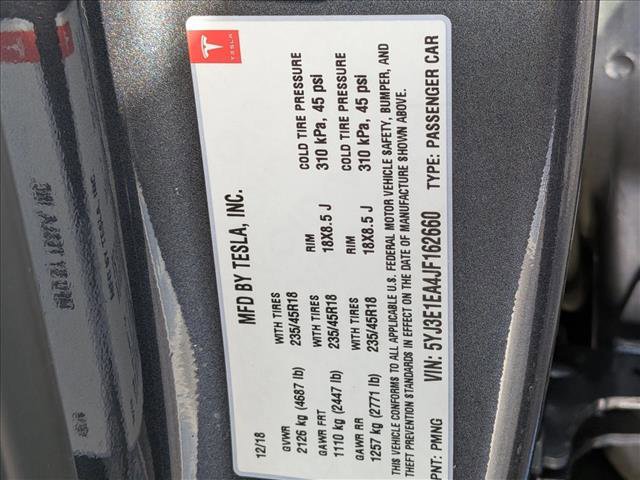 TESLA
MFD BY TESLA, INC.
12/18
GVWR WITH TIRES RIM COLD TIRE PRESSURE
2126 kg (4687 lb) 235/45R18 18X8.5 J 310 kPa, 45 psi
GAWR FRT WITH TIRES RIM COLD TIRE PRESSURE
1110 kg (2447 lb) 235/45R18 18X8.5 J 310 kPa, 45 psi
GAWR RR
1257 kg (2771 lb)
THIS VEHICLE CONFORMS TO ALL APPLICABLE U.S. FEDERAL MOTOR VEHICLE SAFETY, BUMPER, AND
THEFT PREVENTION STANDARDS IN EFFECT ON THE DATE OF MANUFACTURE SHOWN ABOVE.
PNT: PMNG VIN: 5YJ3E1EA4JF162660 TYPE: PASSENGER CAR